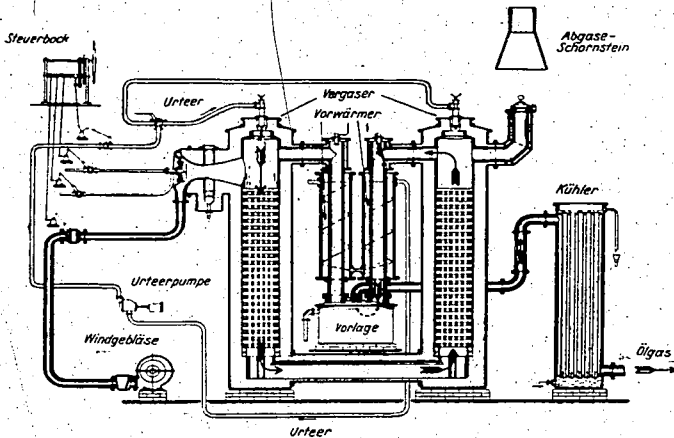 Steuerbock
Abgase-
Schornstein
Urteer
Vergaser
Vorwärmer
Kühler
Urteerpumpe
Vorlage
Windgebläse
Ölgas
Urteer